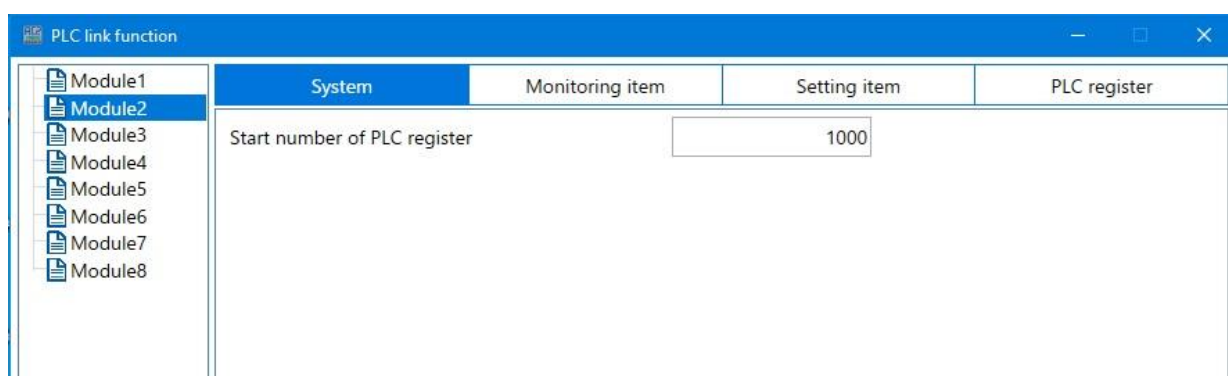 PLC link function
Module1
Module2
Module3
Module4
Module5
Module6
Module7
Module8
System Monitoring item Setting item PLC register
Start number of PLC register 1000